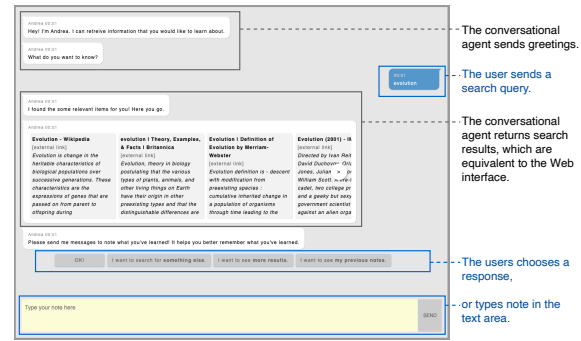 Andrea 00:01
Hey! I'm Andrea. I can retreive information that you would like to learn about.
Andrea 00:01
What do you want to know?
00:01
evolution
Andrea 00:01
I found the some relevant items for you! Here you go.
Andrea 00:01
Evolution - Wikipedia
[external link]
Evolution is change in the
heritable characteristics of
biological populations over
successive generations. These
characteristics are the
expressions of genes that are
passed on from parent to
offspring during
evolution | Theory, Examples,
& Facts | Britannica
[external link]
Evolution, theory in biology
postulating that the various
types of plants, animals, and
other living things on Earth
have their origin in other
preexisting types and that the
distinguishable differences are
Evolution | Definition of
Evolution by Merriam-
Webster
[external link]
Evolution definition is - descent
with modification from
preexisting species :
cumulative inherited change in
a population of organisms
through time leading to the
Evolution (2001) - IM
[external link]
Directed by Ivan Reit
David Duchovny, Orla
Jones, Julian
William Scott.
cadet, two college pr
and a geeky but sexy
government scientist
against an alien orga
>
Andrea 00:01
Please send me messages to note what you've learned! It helps you better remember what you've learned.
OK!
I want to search for something else.
I want to see more results.
I want to see my previous notes.
Type your note here
SEND
The conversational
agent sends greetings.
The user sends a
search query.
The conversational
agent returns search
results, which are
equivalent to the Web
interface.
The users chooses a
response,
or types note in the
text area.